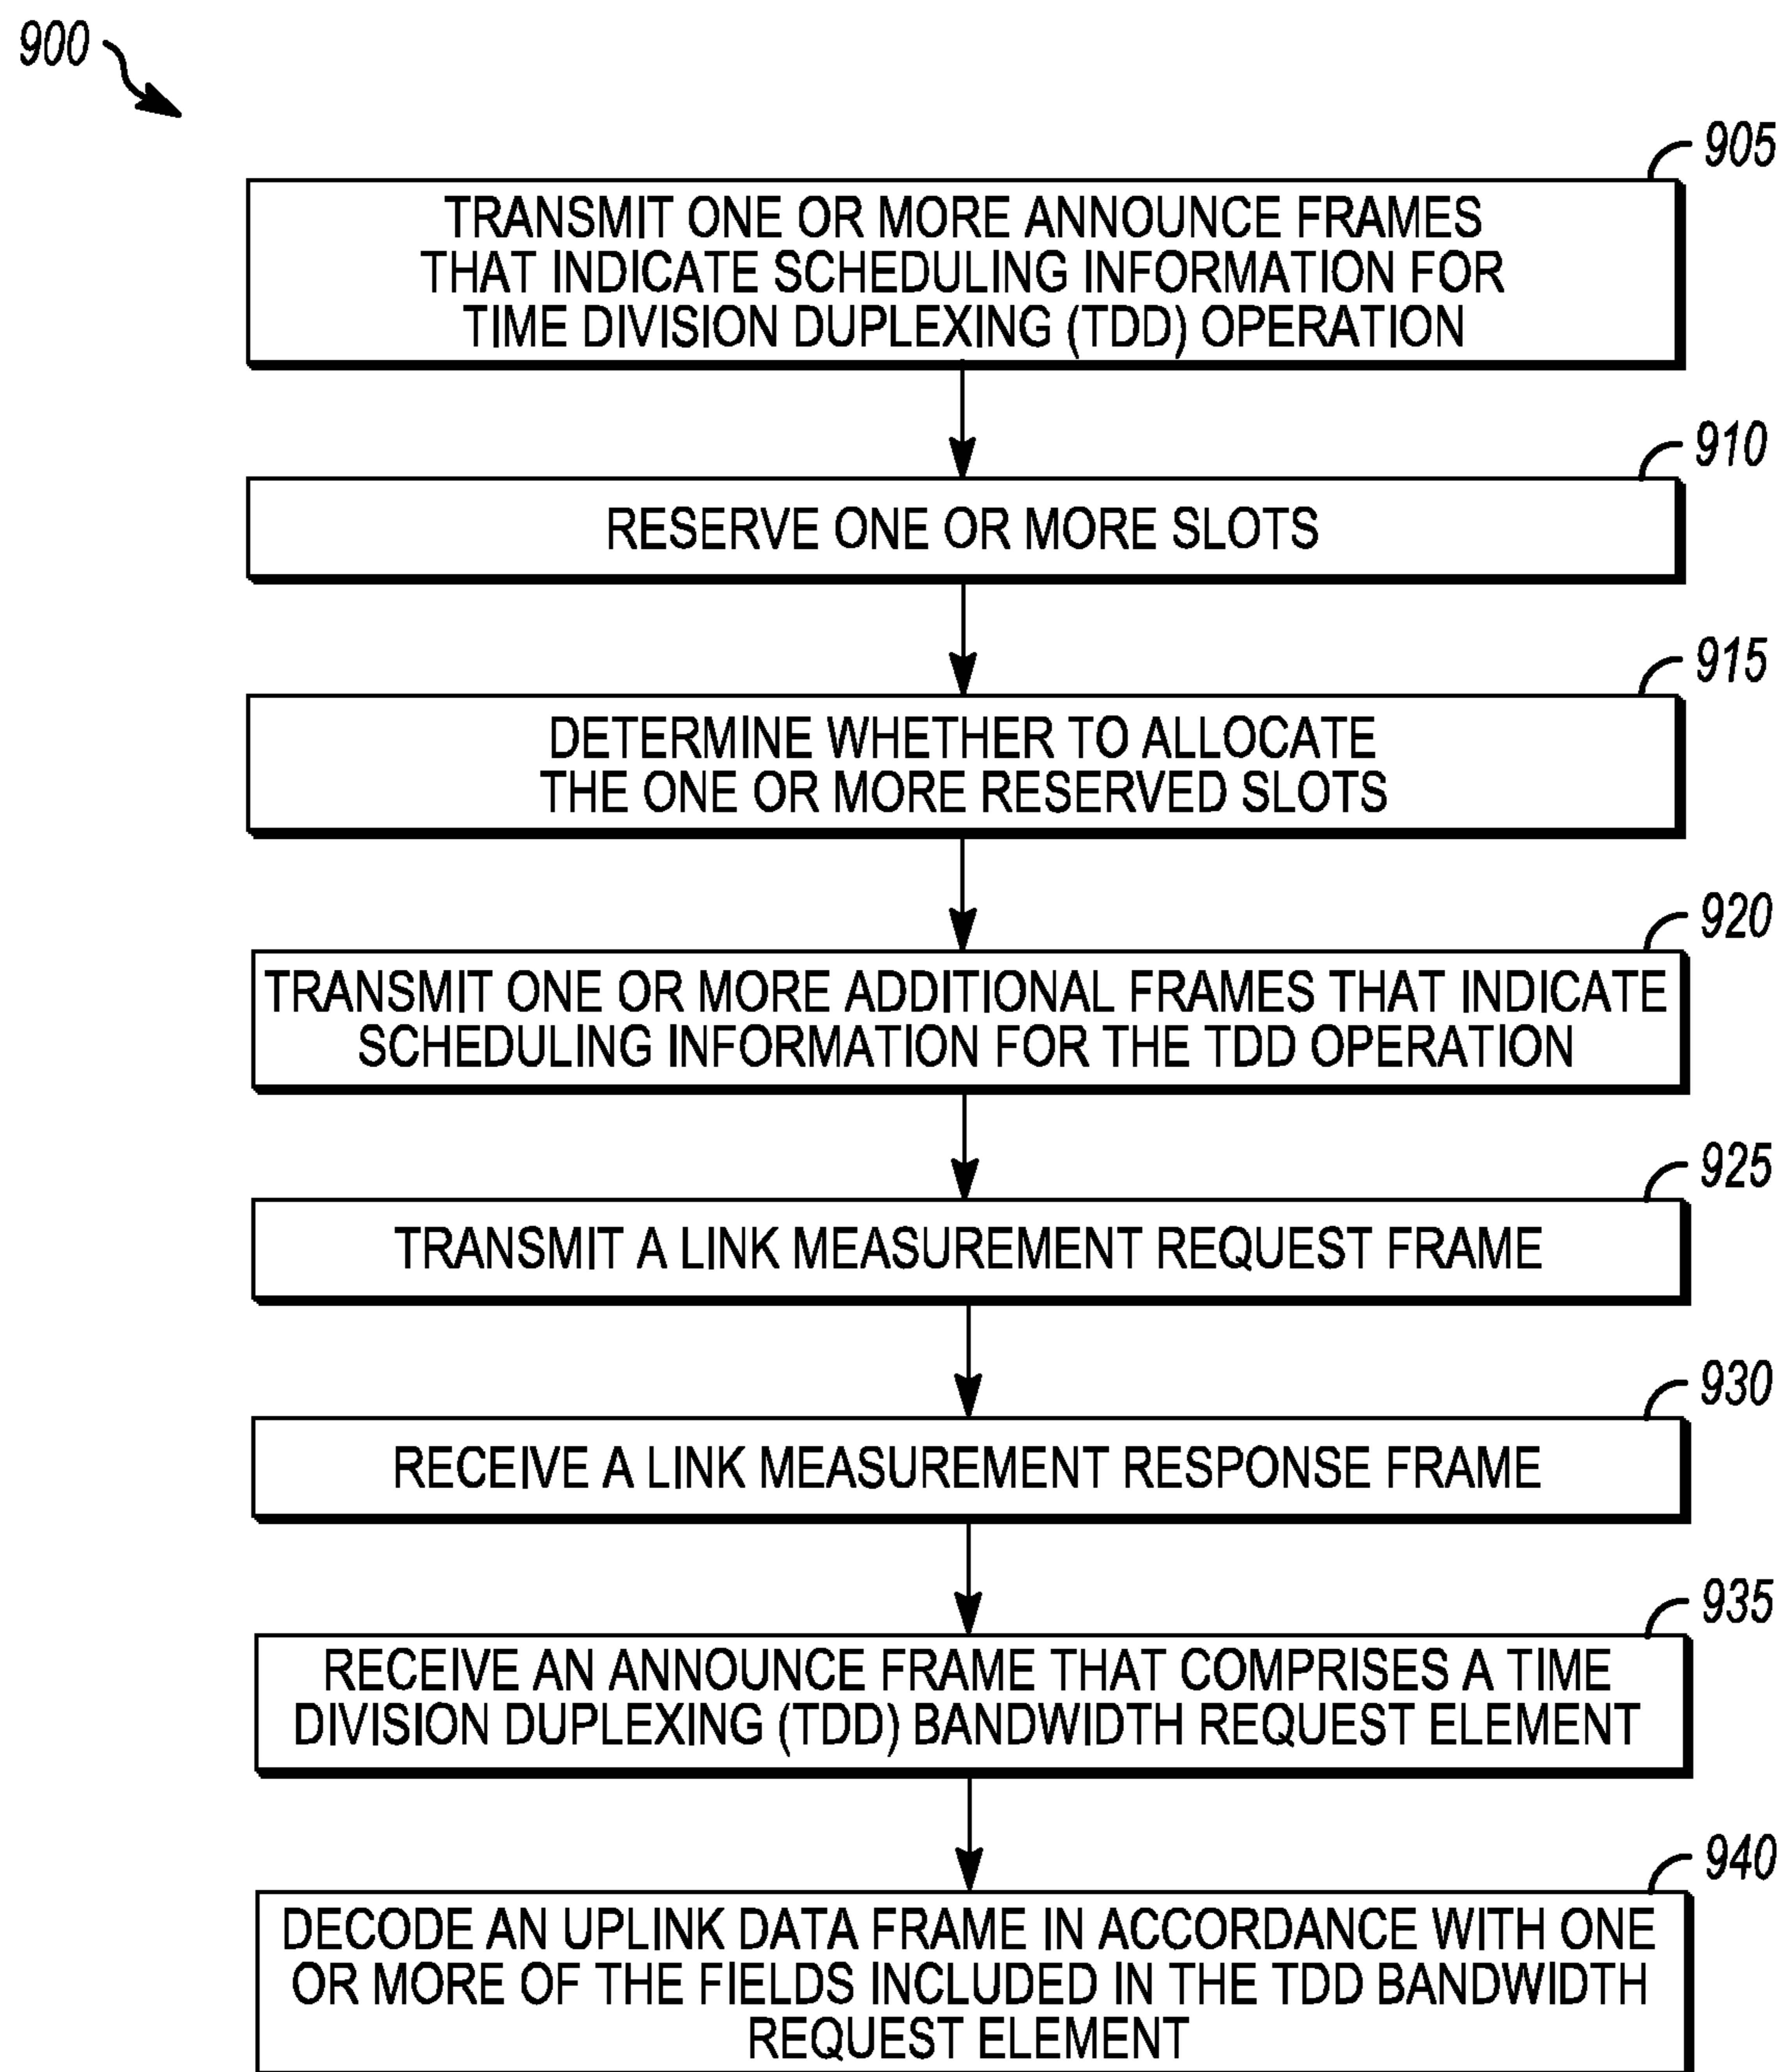 900
905
TRANSMIT ONE OR MORE ANNOUNCE FRAMES
THAT INDICATE SCHEDULING INFORMATION FOR
TIME DIVISION DUPLEXING (TDD) OPERATION
910
RESERVE ONE OR MORE SLOTS
915
DETERMINE WHETHER TO ALLOCATE
THE ONE OR MORE RESERVED SLOTS
920
TRANSMIT ONE OR MORE ADDITIONAL FRAMES THAT INDICATE
SCHEDULING INFORMATION FOR THE TDD OPERATION
925
TRANSMIT A LINK MEASUREMENT REQUEST FRAME
930
RECEIVE A LINK MEASUREMENT RESPONSE FRAME
935
RECEIVE AN ANNOUNCE FRAME THAT COMPRISES A TIME
DIVISION DUPLEXING (TDD) BANDWIDTH REQUEST ELEMENT
940
DECODE AN UPLINK DATA FRAME IN ACCORDANCE WITH ONE
OR MORE OF THE FIELDS INCLUDED IN THE TDD BANDWIDTH
REQUEST ELEMENT